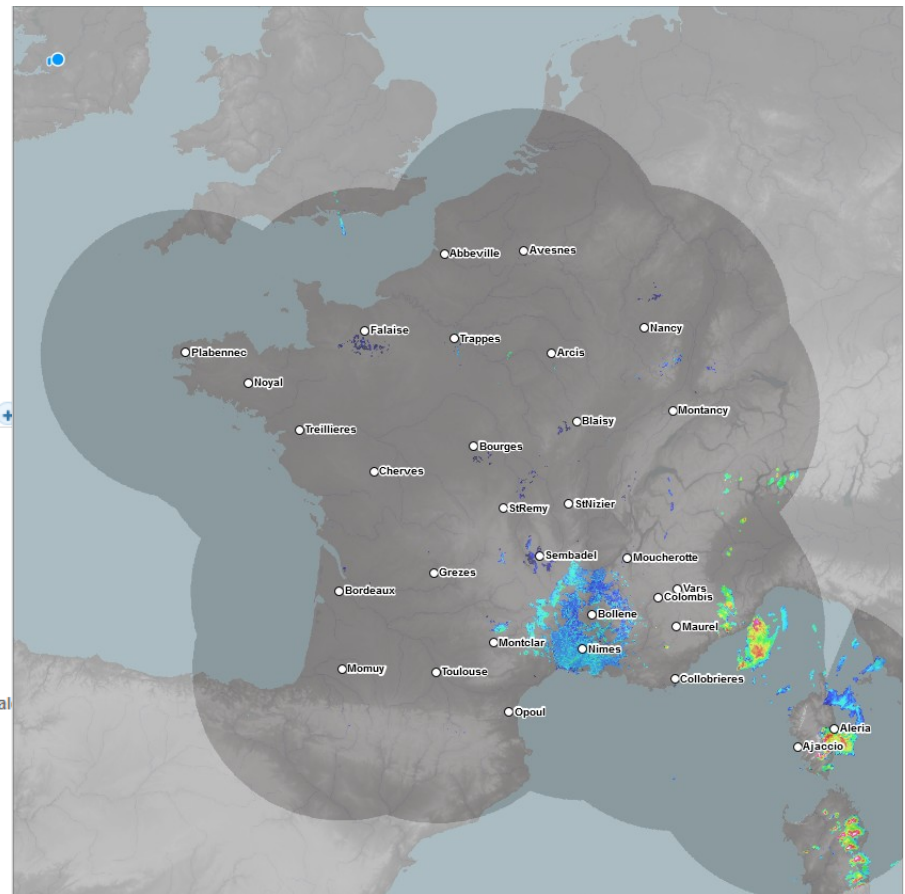 Abbeville
Avesnes
Falaise
Trappes
Nancy
Arcis
Plabennec
Noyal
Montancy
Blaisy
Treillieres
Bourges
Cherves
StRemy
StNizier
Sembadel
Moucherotte
Grezes
Bordeaux
Vars
Colombis
Bollene
Maurel
Montclar
Nimes
Momuy
Toulouse
Collobrieres
al
Opoul
Aleria
Ajaccio